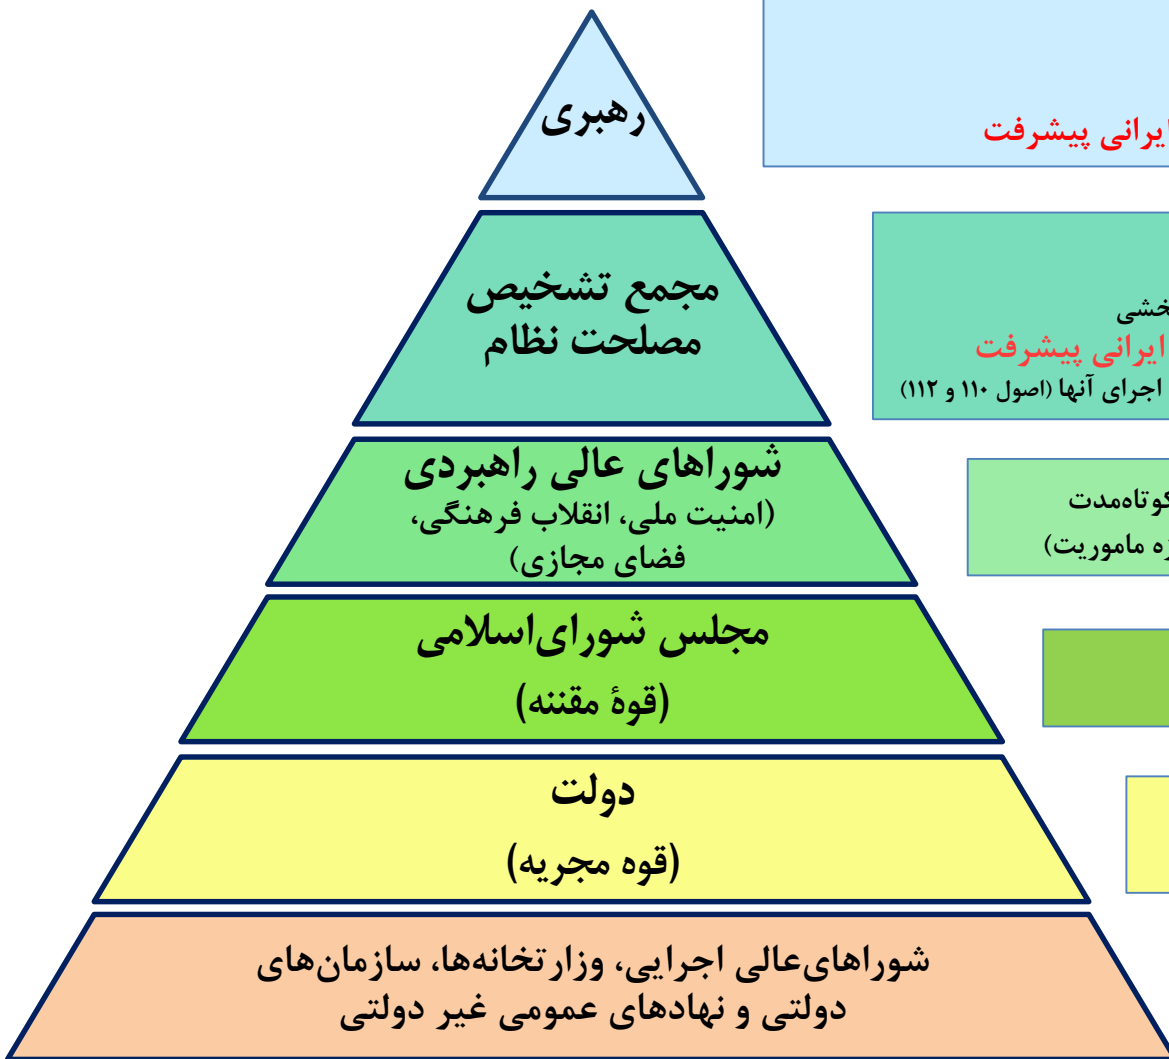 رهبری
ایرانی پیشرفت
مجمع تشخیص
مصلحت نظام
ایرانی پیشرفت
اجرای آنها (اصول ۱۱۰ و ۱۱۲)
شوراهای عالی راهبردی
(امنیت ملی، انقلاب فرهنگی،
فضای مجازی)
کوتاه‌مدت
ماموریت)
مجلس شورای‌اسلامی
(قوۀ مقننه)
دولت
(قوه مجریه)
شوراهای‌عالی اجرایی، وزارتخانه‌ها، سازمان‌های
دولتی و نهادهای عمومی غیر دولتی